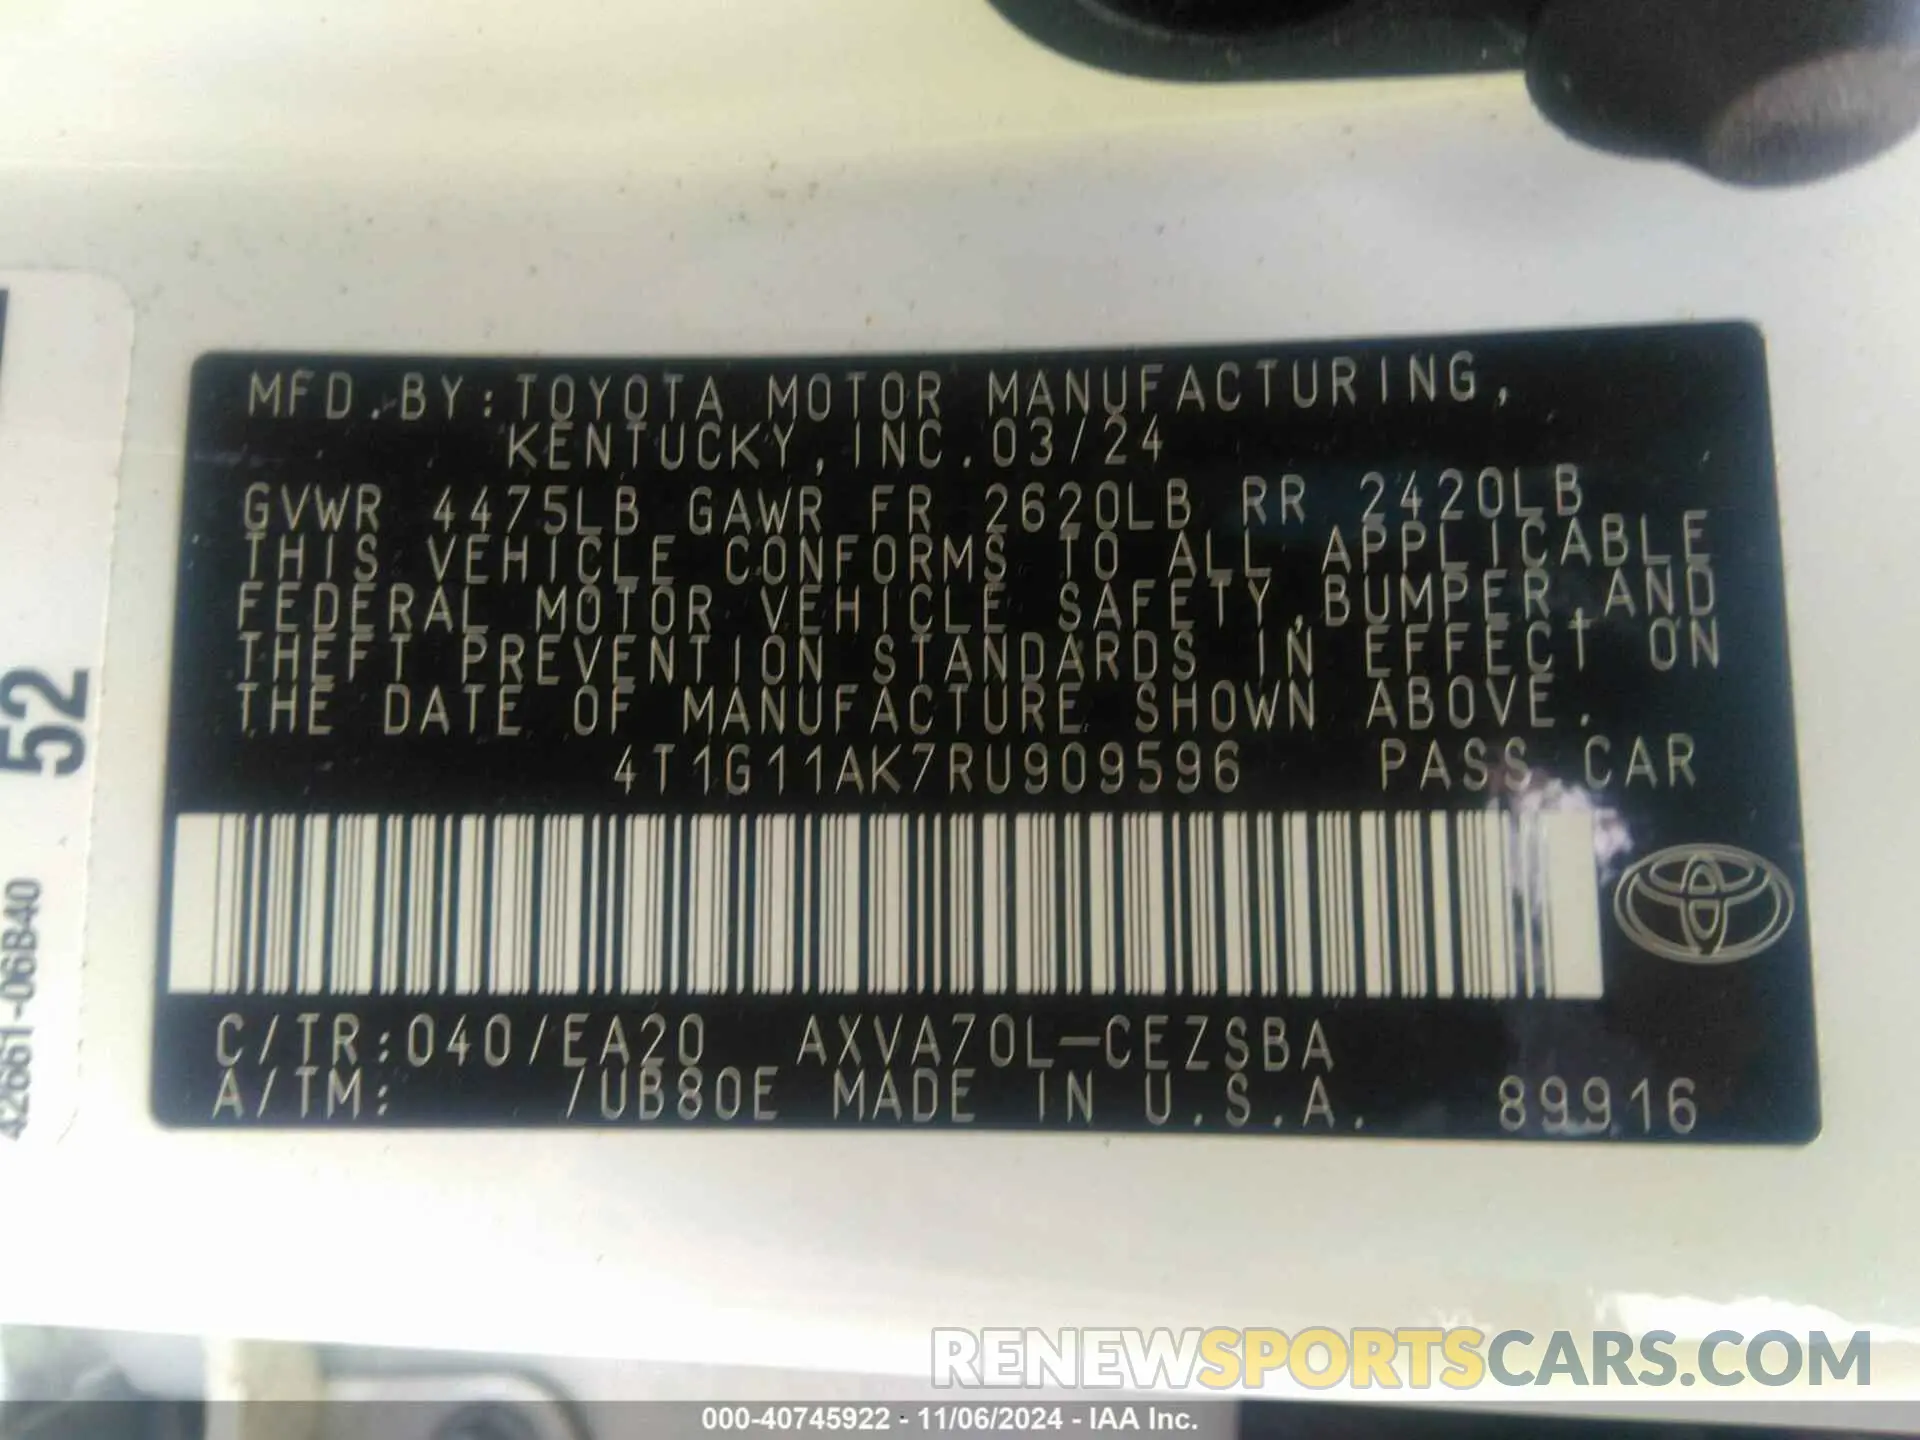 MFD.BY:TOYOTA MOTOR MANUFACTURING,
KENTUCKY, INC.03/24
GVWR 4475LB GAWR FR 2620LB RR 2420LB
THIS VEHICLE CONFORMS TO ALL APPLICABLE
FEDERAL MOTOR VEHICLE SAFETY,BUMPER,AND
THEFT PREVENTION STANDARDS IN EFFECT ON
THE DATE OF MANUFACTURE SHOWN ABOVE.
4T1G11AK7RU909596 PASS CAR
C/TR:040/EA20 AXVA70L-CEZSBA
A/TM: /UB80E MADE IN U.S.A. 89916
52
42661-06B40
RENEWSPORTSCARS.COM
000-40745922 - 11/06/2024 - IAA Inc.